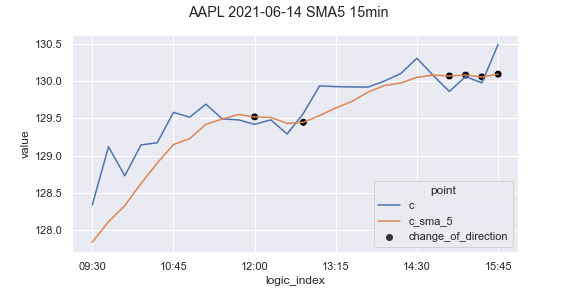 AAPL 2021-06-14 SMA5 15min
130.5
130.0
129.5
129.0
128.5
128.0
value
point
c
c_sma_5
change_of_direction
09:30 10:45 12:00 13:15 14:30 15:45
logic_index